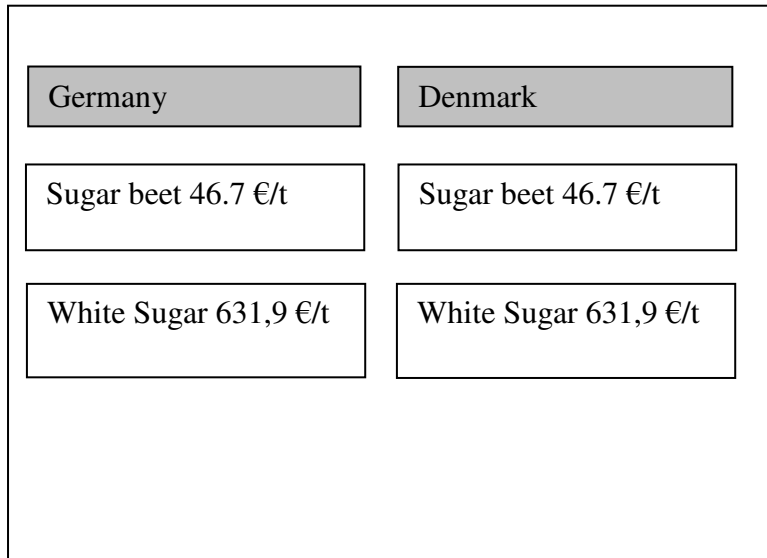 Germany
Denmark
Sugar beet 46.7 €/t
Sugar beet 46.7 €/t
White Sugar 631,9 €/t
White Sugar 631,9 €/t